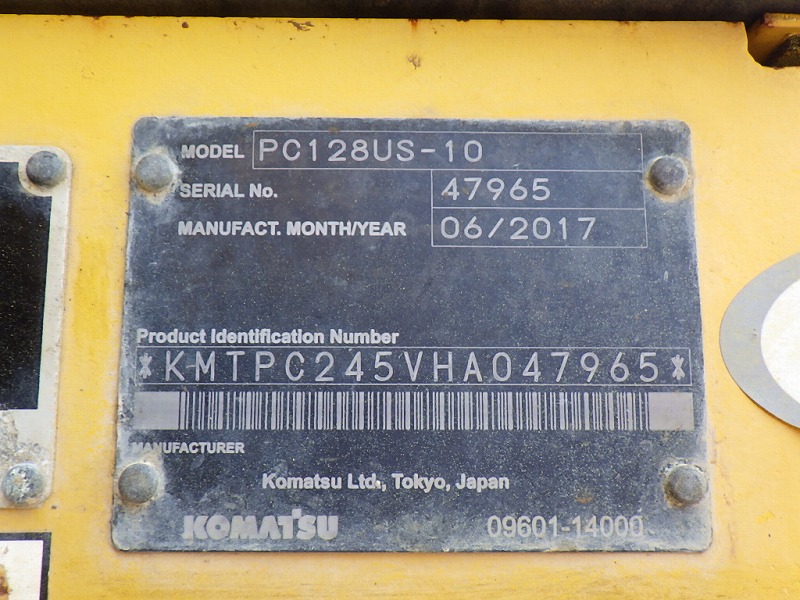 MODEL PC128US-10
SERIAL No. 47965
MANUFACT. MONTH/YEAR 06/2017
Product Identification Number
*KMTPC245VHA047965*
MANUFACTURER
Komatsu Ltd., Tokyo, Japan
KOMATSU 09601-14000